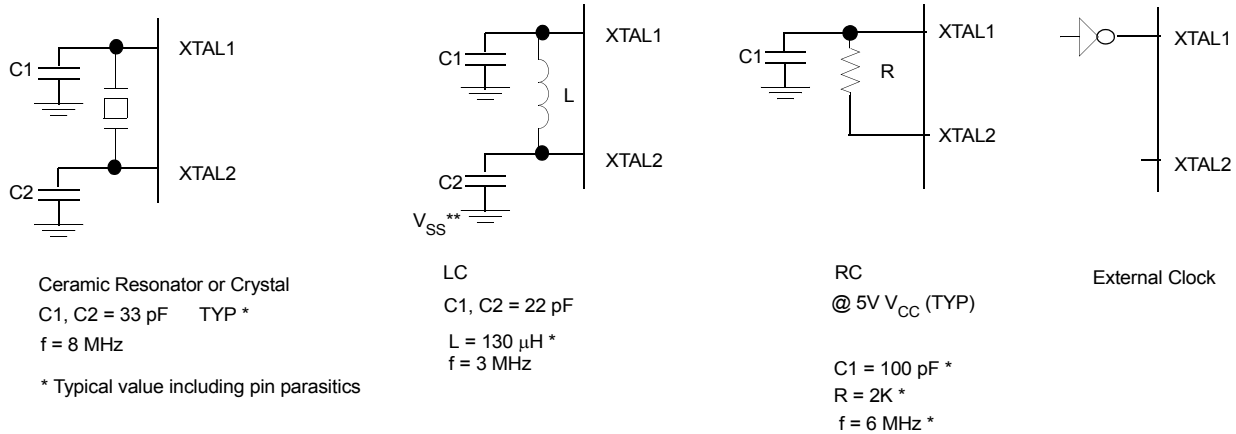 XTAL1
C1
C2
XTAL2
Ceramic Resonator or Crystal
C1, C2 = 33 pF TYP *
f = 8 MHz
* Typical value including pin parasitics
XTAL1
C1
L
XTAL2
C2
VSS**
LC
C1, C2 = 22 pF
L = 130 μH *
f = 3 MHz
XTAL1
C1
R
XTAL2
RC
@ 5V VCC (TYP)
C1 = 100 pF *
R = 2K *
f = 6 MHz *
XTAL1
XTAL2
External Clock